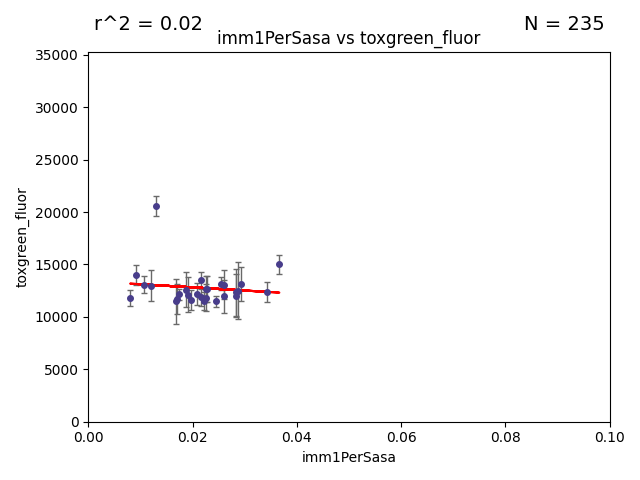 r^2 = 0.02
N = 235
imm1PerSasa vs toxgreen_fluor
35000
30000
25000
20000
15000
10000
5000
0
toxgreen_fluor
0.00 0.02 0.04 0.06 0.08 0.10
imm1PerSasa